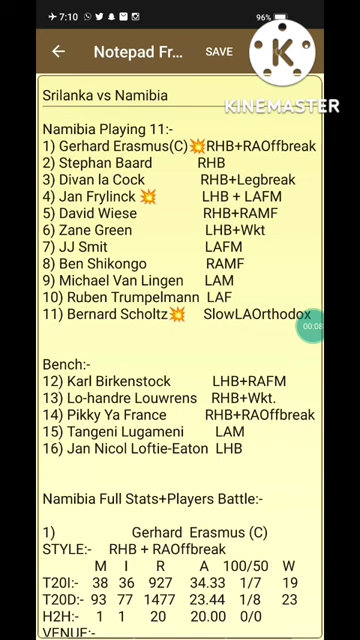 7:10
96%
Notepad Fr...
SAVE
K
KINEMASTER
Srilanka vs Namibia
Namibia Playing 11:-
1) Gerhard Erasmus(C)💥RHB+RAOffbreak
2) Stephan Baard RHB
3) Divan la Cock RHB+Legbreak
4) Jan Frylinck 💥 LHB + LAFM
5) David Wiese RHB+RAMF
6) Zane Green LHB+Wkt
7) JJ Smit LAFM
8) Ben Shikongo RAMF
9) Michael Van Lingen LAM
10) Ruben Trumpelmann LAF
11) Bernard Scholtz💥 SlowLAOrthodox
00:08
Bench:-
12) Karl Birkenstock LHB+RAFM
13) Lo-handre Louwrens RHB+Wkt.
14) Pikky Ya France RHB+RAOffbreak
15) Tangeni Lugameni LAM
16) Jan Nicol Loftie-Eaton LHB
Namibia Full Stats+Players Battle:-
1) Gerhard Erasmus (C)
STYLE:- RHB + RAOffbreak
M I R A 100/50 W
T20I:- 38 36 927 34.33 1/7 19
T20D:- 93 77 1477 23.44 1/8 23
H2H:- 1 1 20 20.00 0/0
VENUE:-